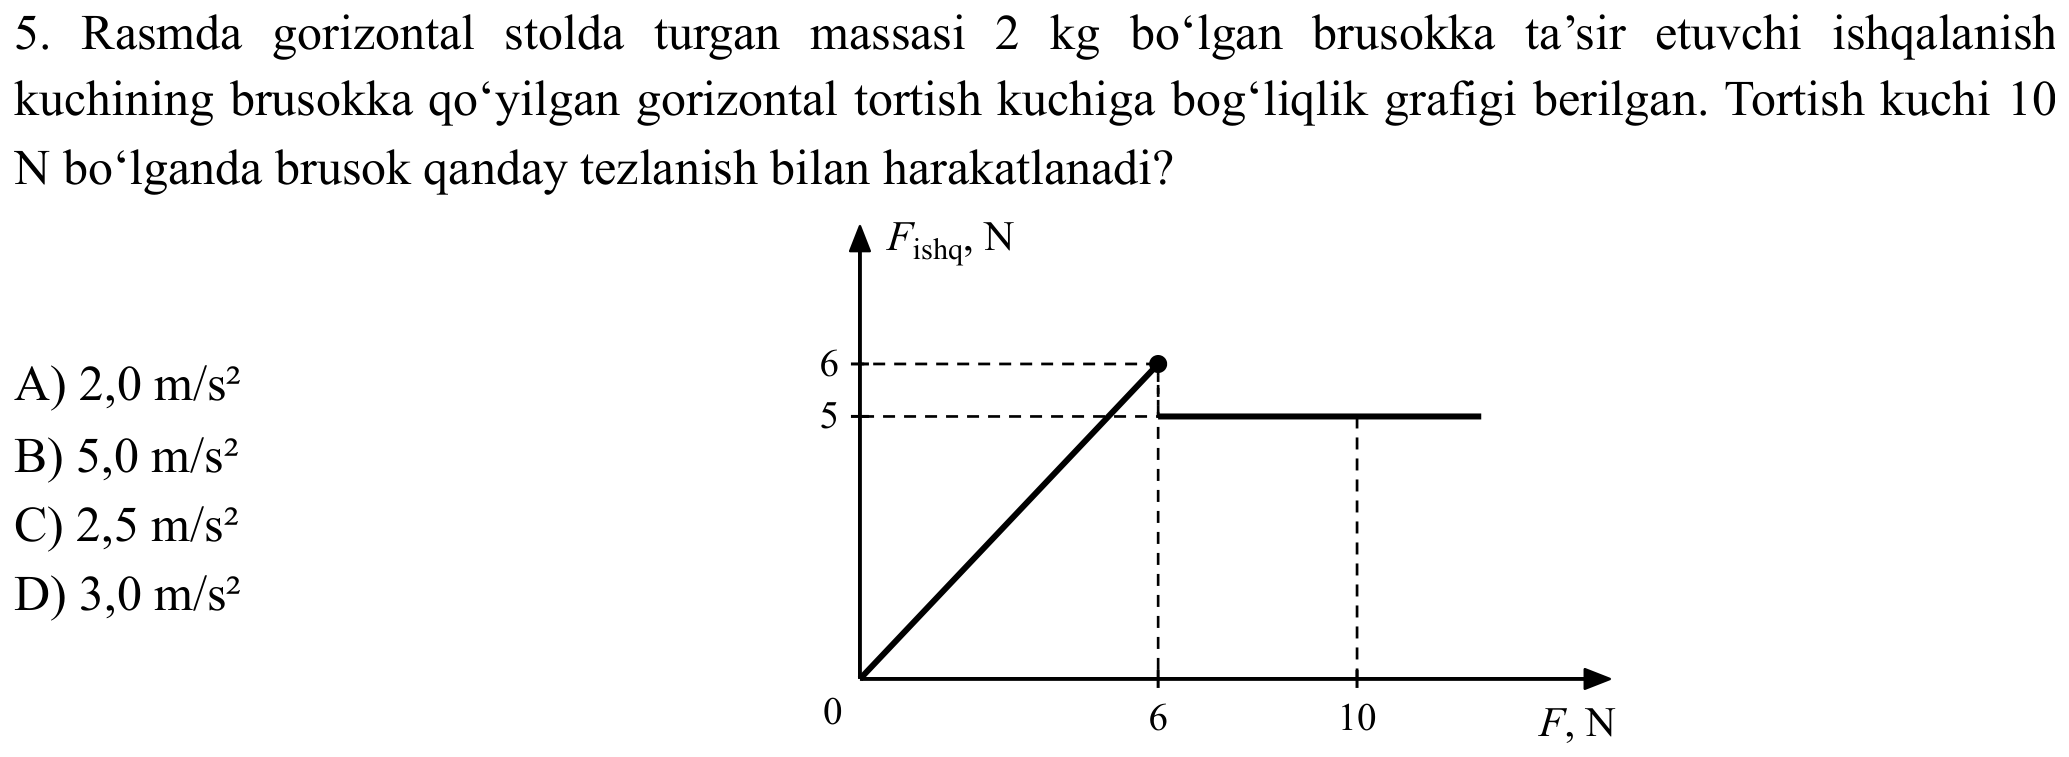 5. Rasmda gorizontal stolda turgan massasi 2 kg bo‘lgan brusokka ta’sir etuvchi ishqalanish
kuchining brusokka qo‘yilgan gorizontal tortish kuchiga bog‘liqlik grafigi berilgan. Tortish kuchi 10
N bo‘lganda brusok qanday tezlanish bilan harakatlanadi?
F_ishq, N
6
5
A) 2,0 m/s²
B) 5,0 m/s²
C) 2,5 m/s²
D) 3,0 m/s²
0
6
10
F, N